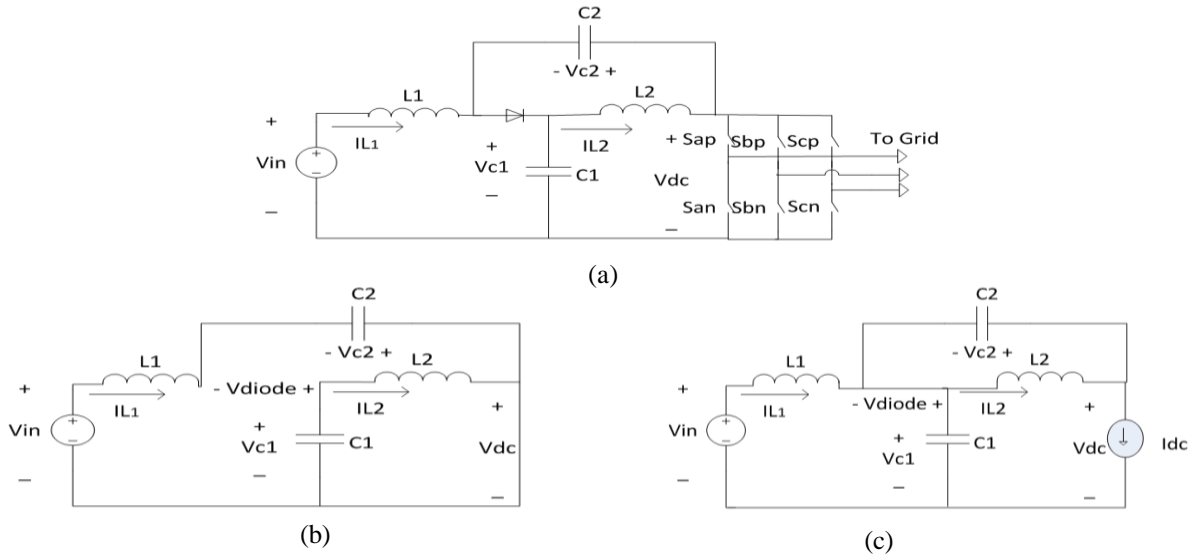 C2
- Vc2 +
L1
L2
+
IL1
IL2
+ Sap Sbp Scp
To Grid
Vin
+
-
+
Vc1
C1
Vdc
-
San Sbn Scn
-
-
(a)
C2
- Vc2 +
L1
L2
+
- Vdiode +
IL1
IL2
+
Vin
+
-
+
Vc1
C1
Vdc
-
-
-
(b)
C2
- Vc2 +
L1
L2
+
IL1
- Vdiode +
IL2
+
Vin
+
-
+
Vc1
C1
Vdc
Idc
-
-
-
(c)